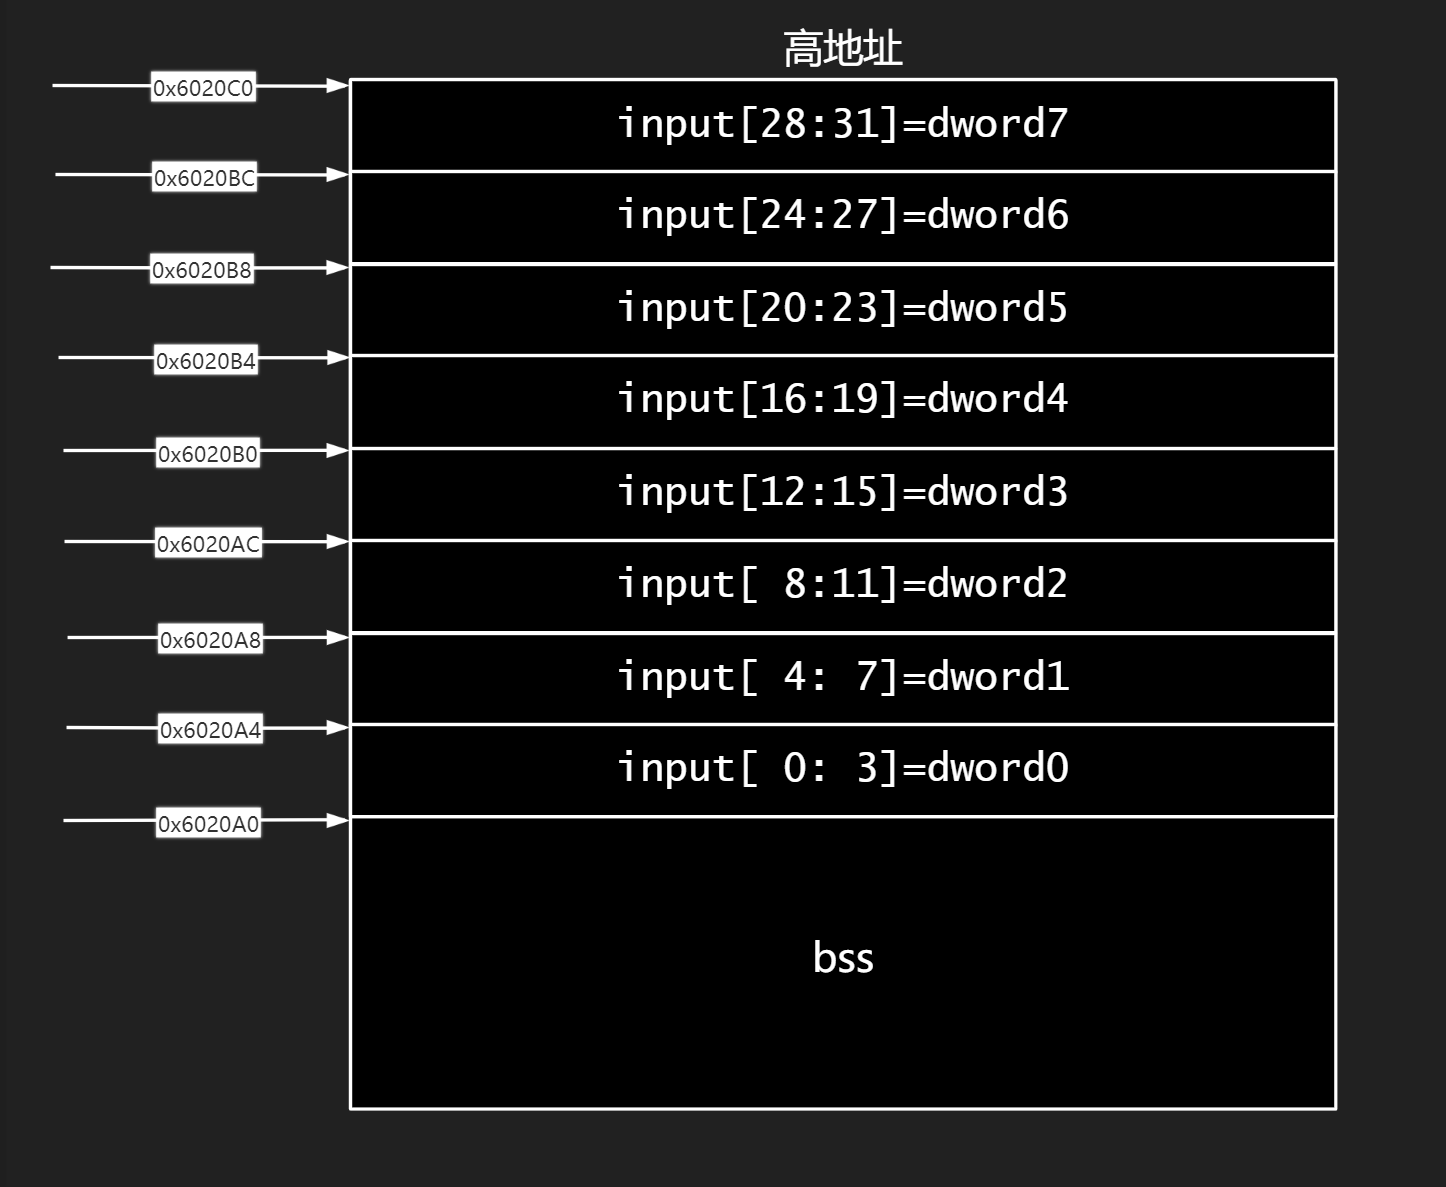 高地址
0x6020C0
input[28:31]=dword7
0x6020BC
input[24:27]=dword6
0x6020B8
input[20:23]=dword5
0x6020B4
input[16:19]=dword4
0x6020B0
input[12:15]=dword3
0x6020AC
input[ 8:11]=dword2
0x6020A8
input[ 4: 7]=dword1
0x6020A4
input[ 0: 3]=dword0
0x6020A0
bss